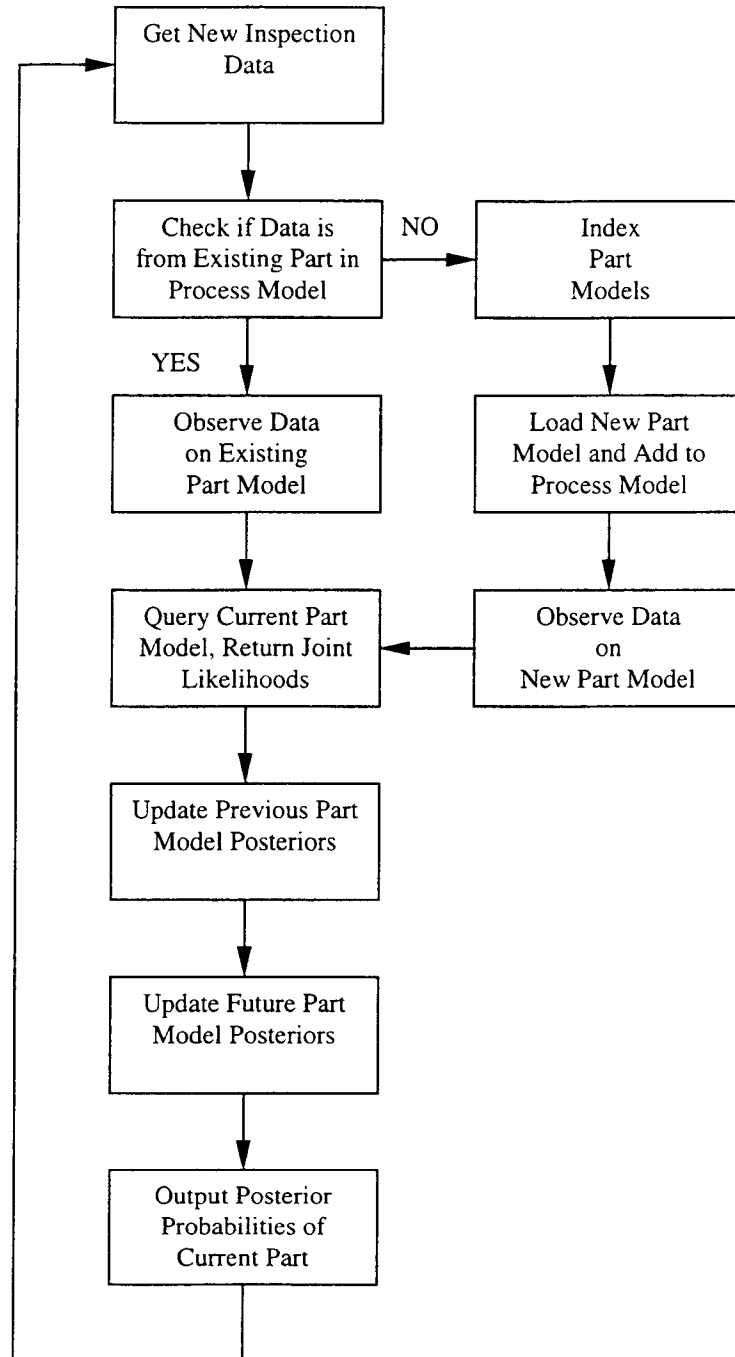 Get New Inspection
Data
Check if Data is
from Existing Part in
Process Model
NO
Index
Part
Models
YES
Observe Data
on Existing
Part Model
Load New Part
Model and Add to
Process Model
Query Current Part
Model, Return Joint
Likelihoods
Observe Data
on
New Part Model
Update Previous Part
Model Posteriors
Update Future Part
Model Posteriors
Output Posterior
Probabilities of
Current Part